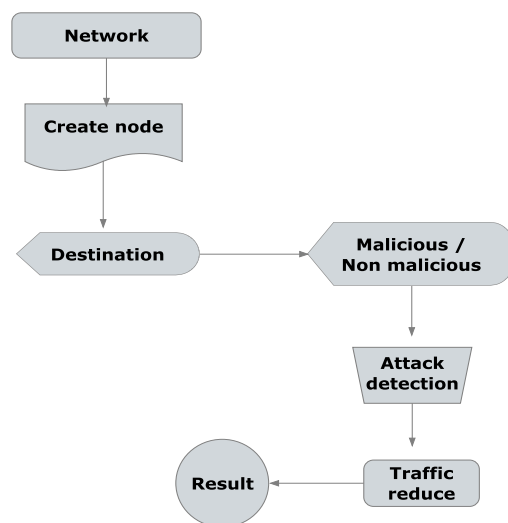 Network
Create node
Destination
Malicious /
Non malicious
Attack
detection
Traffic
reduce
Result